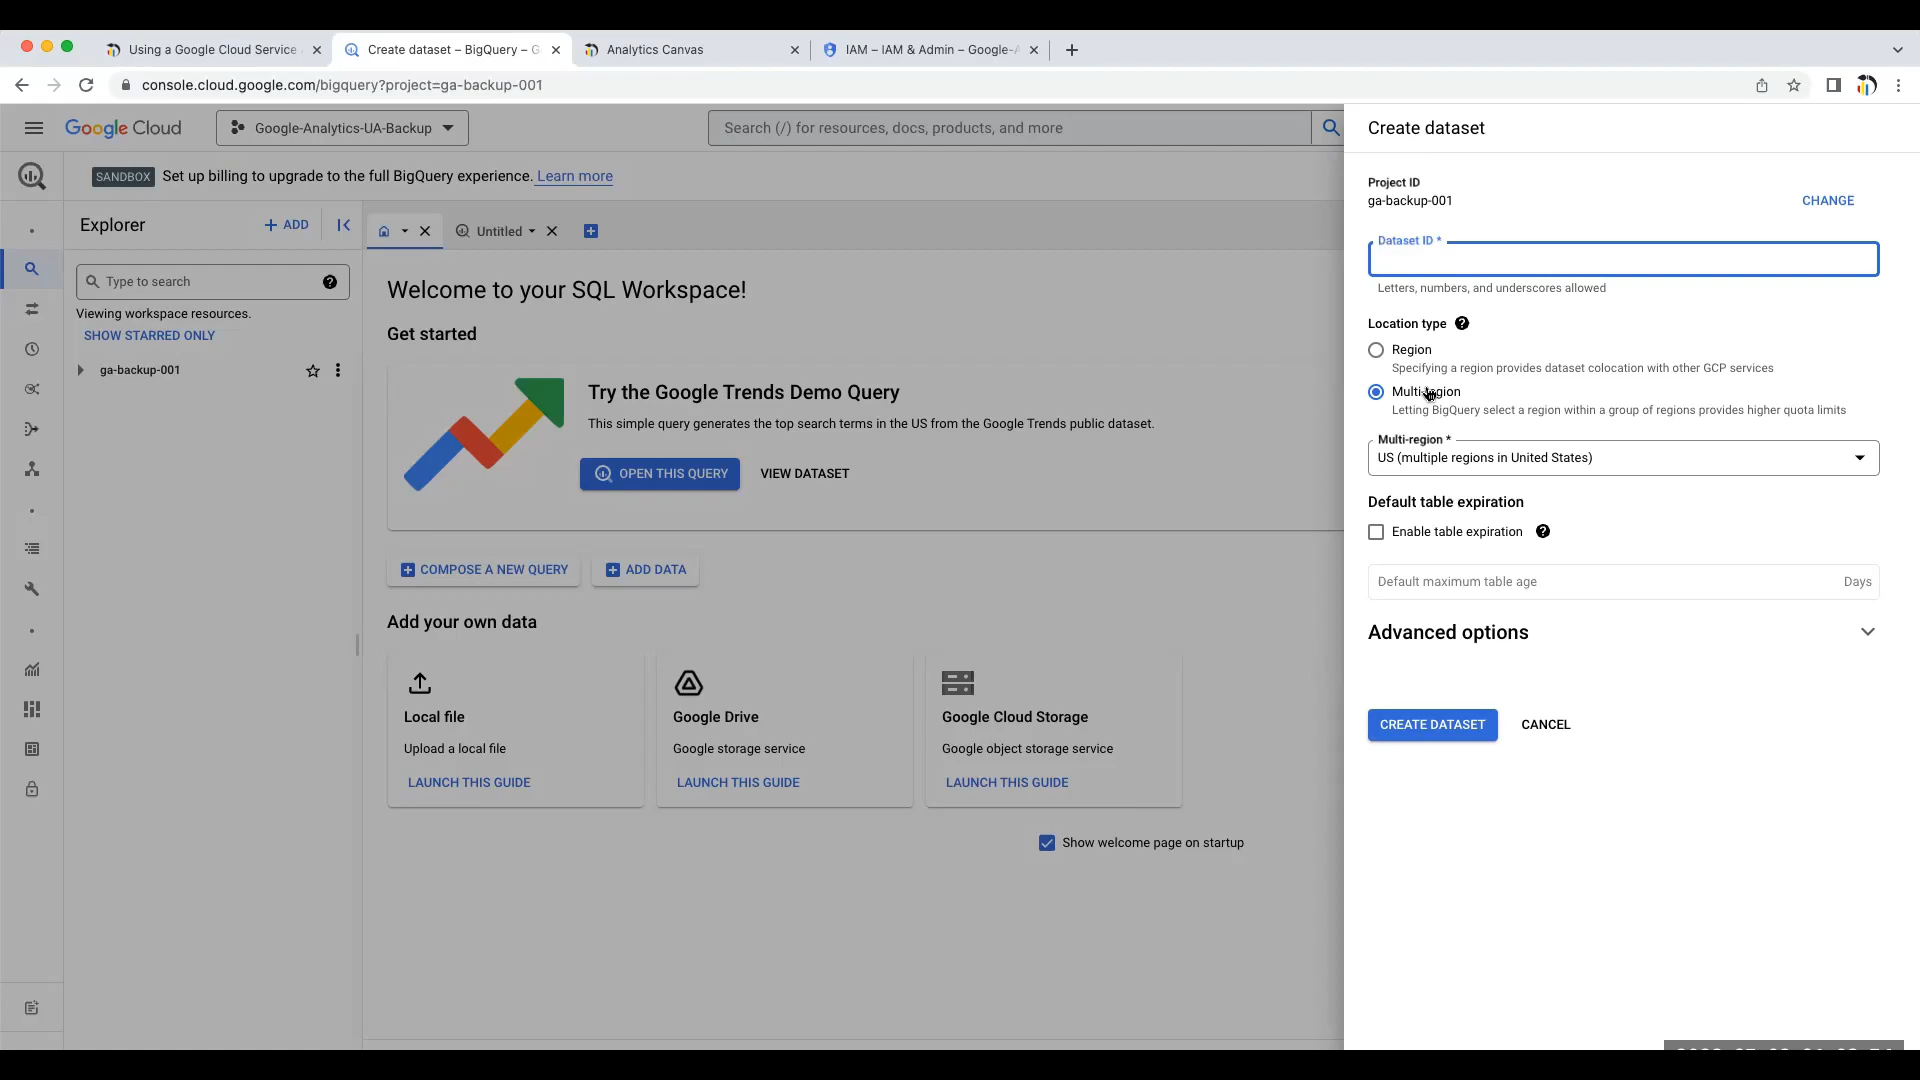 Using a Google Cloud Service
Create dataset – BigQuery – G
Analytics Canvas
IAM – IAM & Admin – Google-A
console.cloud.google.com/bigquery?project=ga-backup-001
Google Cloud
Google-Analytics-UA-Backup
Search (/) for resources, docs, products, and more
SANDBOX Set up billing to upgrade to the full BigQuery experience. Learn more
Explorer
+ ADD
Untitled
Type to search
Viewing workspace resources.
SHOW STARRED ONLY
ga-backup-001
Welcome to your SQL Workspace!
Get started
Try the Google Trends Demo Query
This simple query generates the top search terms in the US from the Google Trends public dataset.
OPEN THIS QUERY
VIEW DATASET
COMPOSE A NEW QUERY
ADD DATA
Add your own data
Local file
Upload a local file
LAUNCH THIS GUIDE
Google Drive
Google storage service
LAUNCH THIS GUIDE
Google Cloud Storage
Google object storage service
LAUNCH THIS GUIDE
Show welcome page on startup
Create dataset
Project ID
ga-backup-001
CHANGE
Dataset ID *
Letters, numbers, and underscores allowed
Location type
Region
Specifying a region provides dataset colocation with other GCP services
Multi-region
Letting BigQuery select a region within a group of regions provides higher quota limits
Multi-region *
US (multiple regions in United States)
Default table expiration
Enable table expiration
Default maximum table age
Days
Advanced options
CREATE DATASET
CANCEL